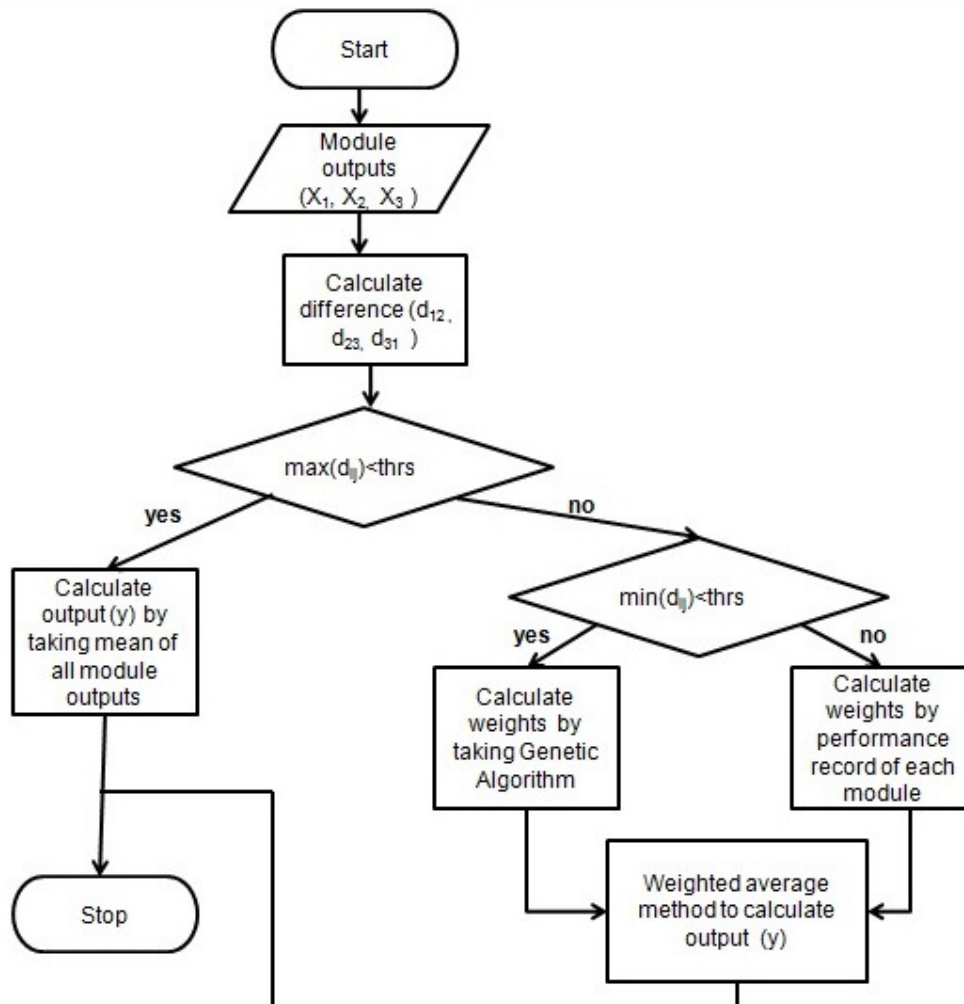 Start
Module
outputs
(X₁, X₂, X₃ )
Calculate
difference (d₁₂ ,
d₂₃, d₃₁ )
max(dᵢⱼ)<thrs
yes
no
Calculate
output (y) by
taking mean of
all module
outputs
min(dᵢⱼ)<thrs
yes
no
Calculate
weights by
taking Genetic
Algorithm
Calculate
weights by
performance
record of each
module
Stop
Weighted average
method to calculate
output (y)